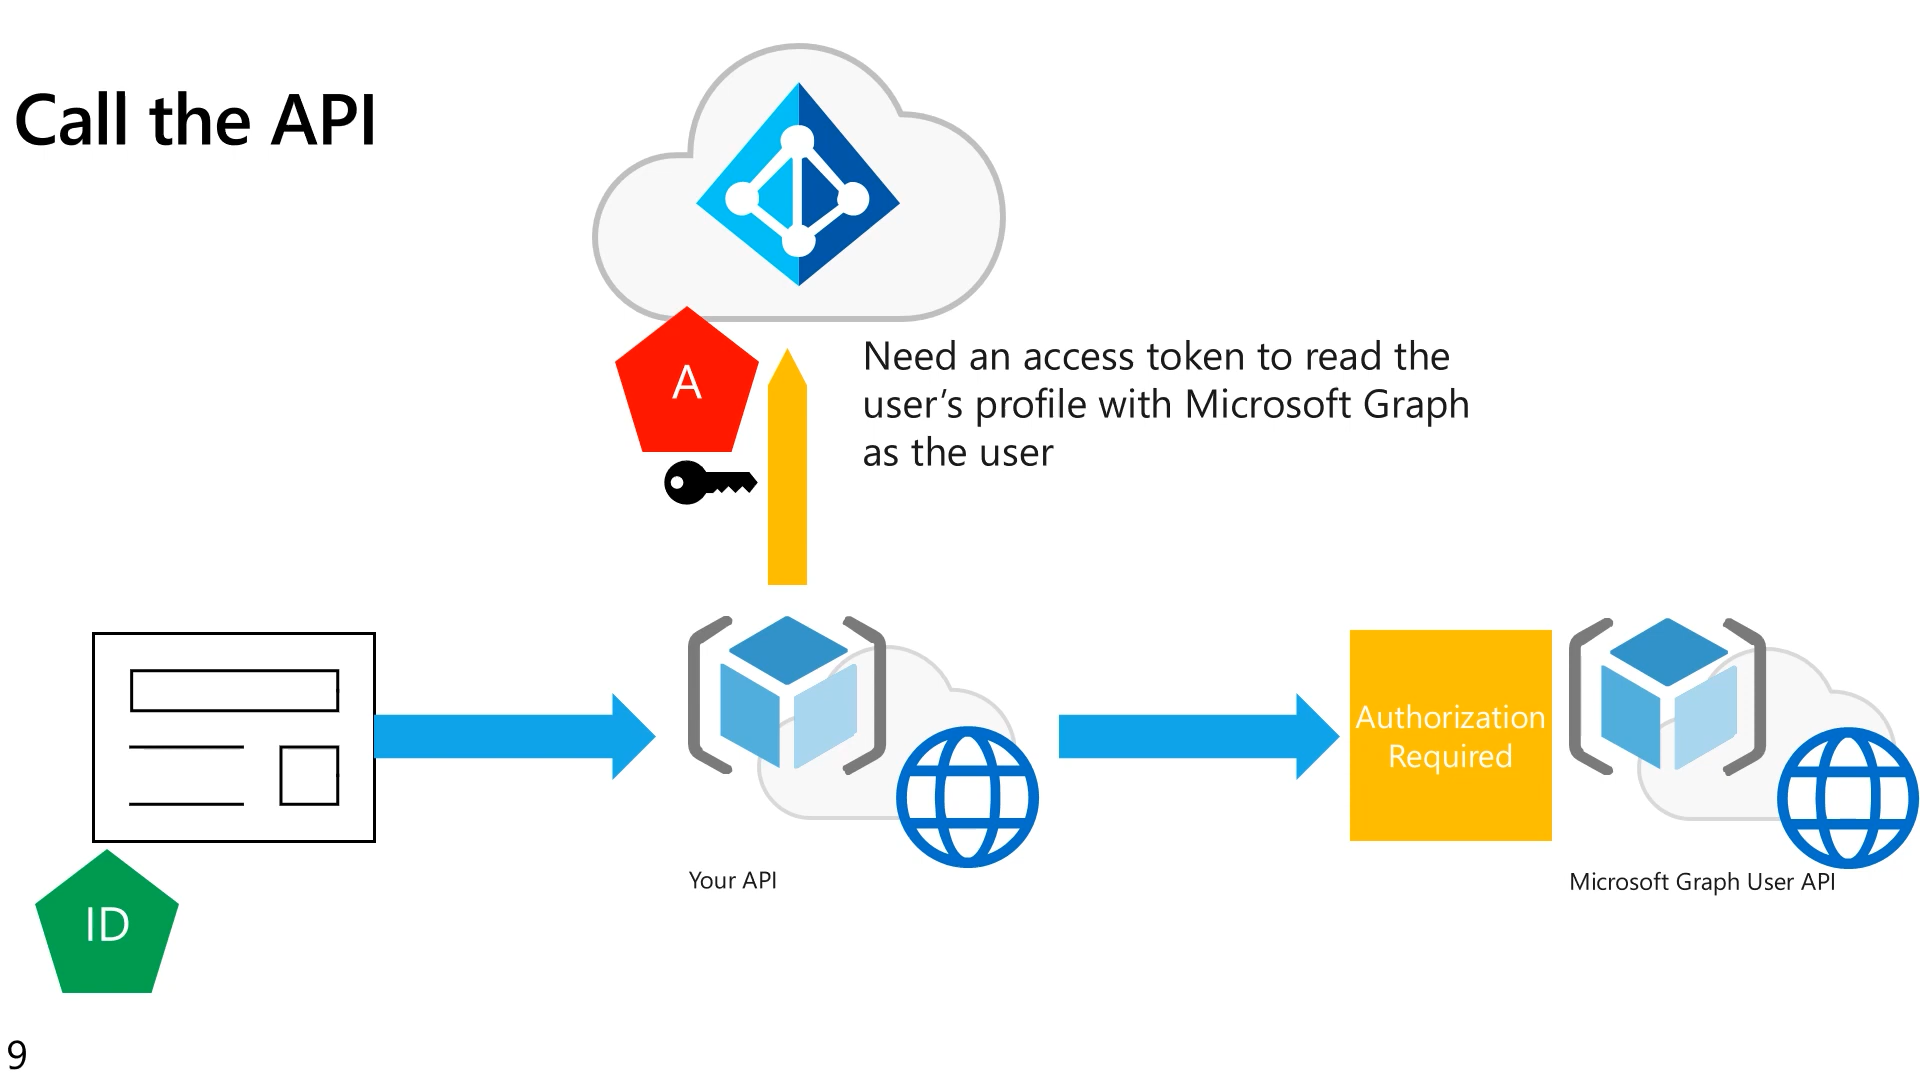 Call the API
A
Need an access token to read the
user’s profile with Microsoft Graph
as the user
Authorization
Required
Your API
Microsoft Graph User API
ID
9